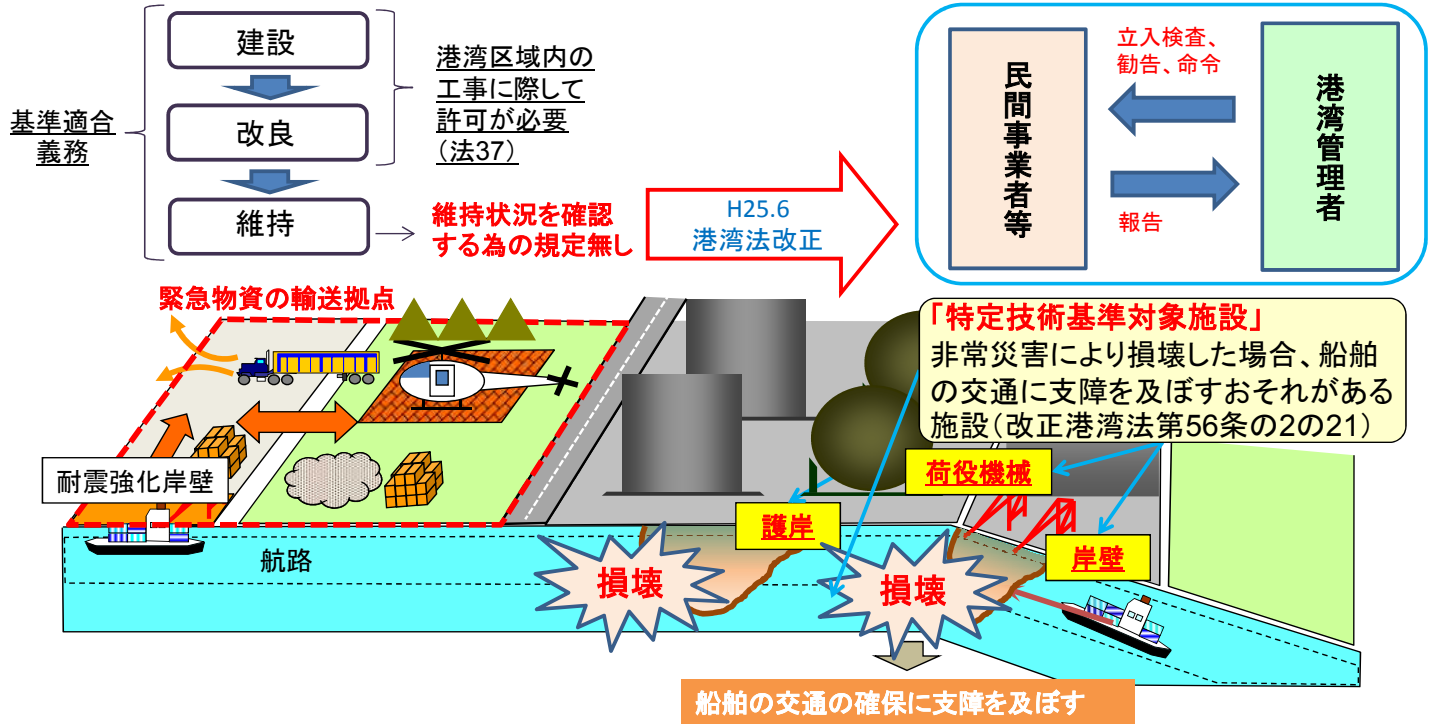 建設
改良
維持
基準適合
義務
港湾区域内の
工事に際して
許可が必要
（法37）
維持状況を確認
する為の規定無し
H25.6
港湾法改正
民間事業者等
立入検査、
勧告、命令
報告
港湾管理者
緊急物資の輸送拠点
「特定技術基準対象施設」
非常災害により損壊した場合、船舶
の交通に支障を及ぼすおそれがある
施設（改正港湾法第56条の2の21）
耐震強化岸壁
荷役機械
護岸
岸壁
航路
損壊
損壊
船舶の交通の確保に支障を及ぼす